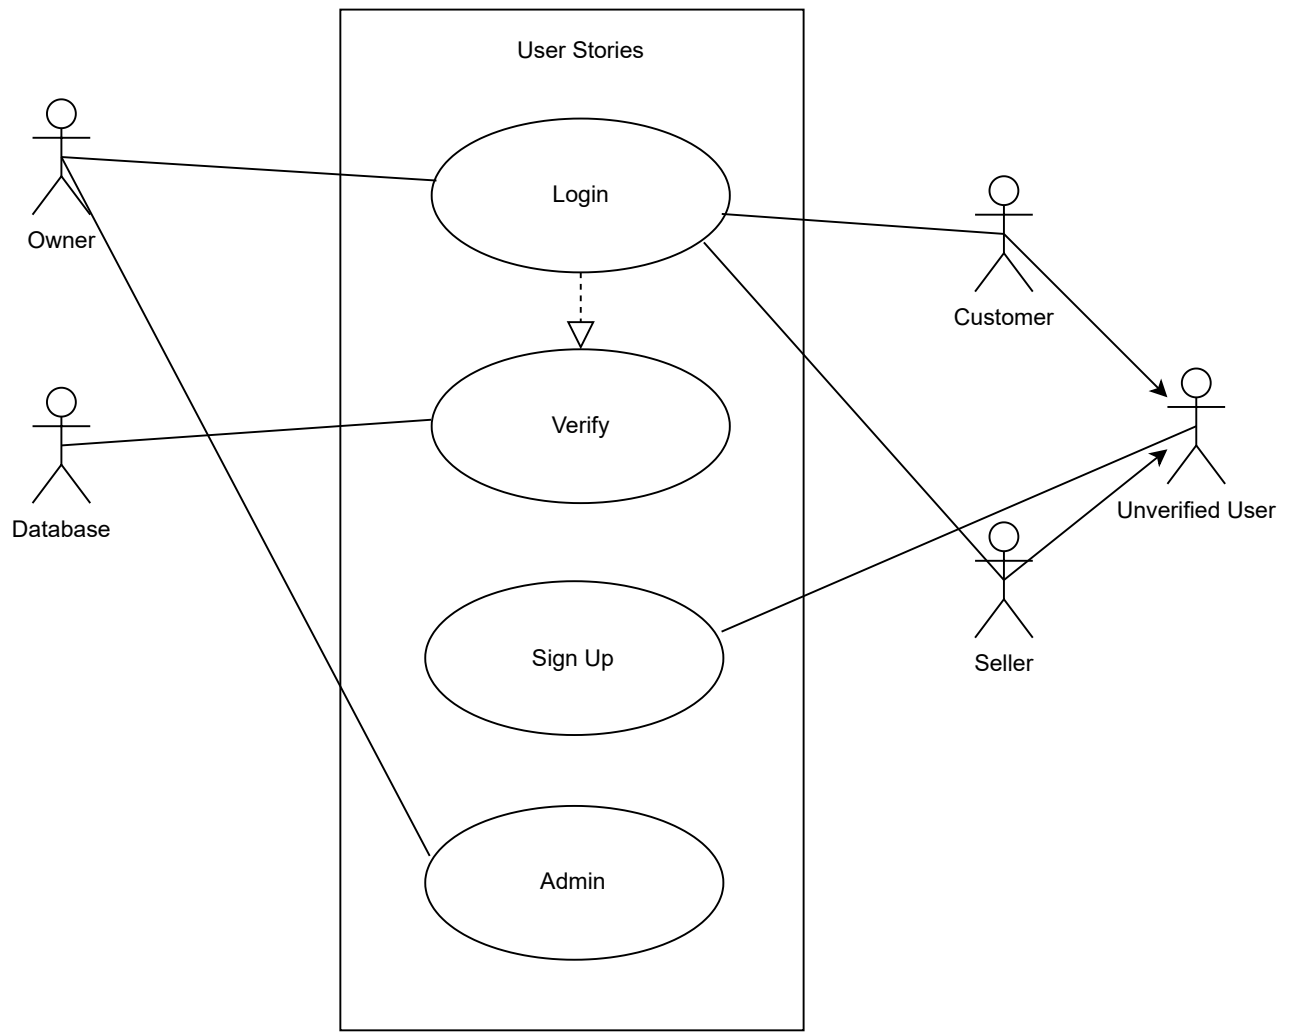 User Stories
Login
Owner
Customer
Verify
Database
Unverified User
Sign Up
Seller
Admin